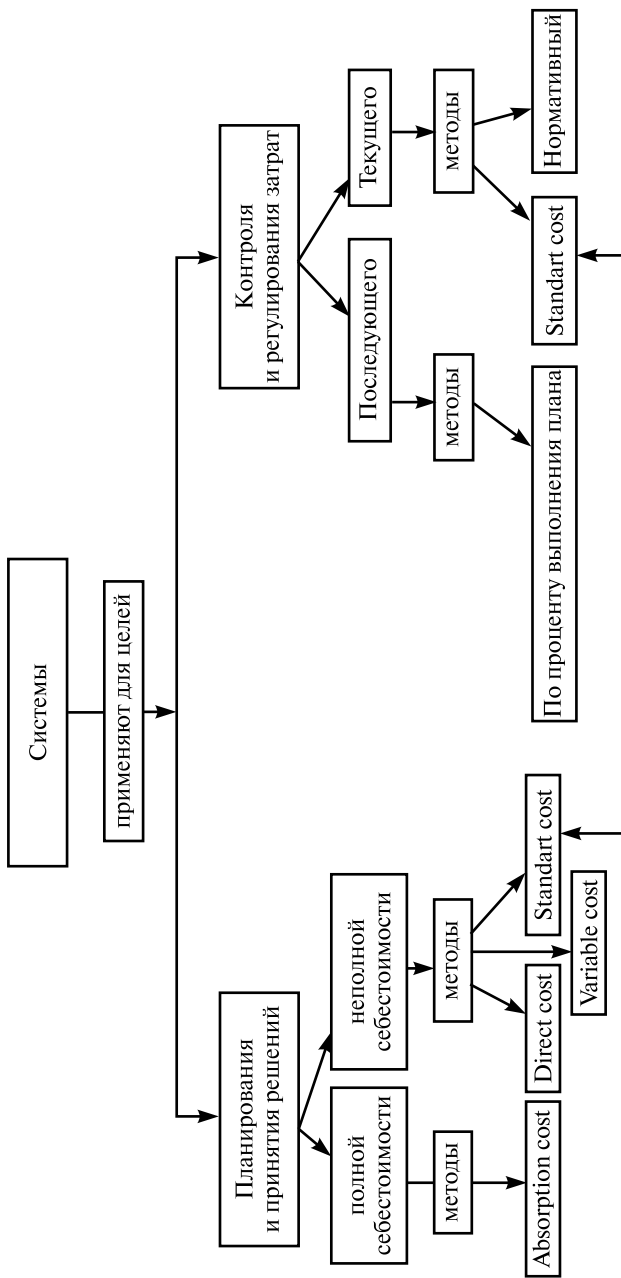 Системы
применяют для целей
Планирования
и принятия решений
Контроля
и регулирования затрат
полной
себестоимости
неполной
себестоимости
Последующего
Текущего
методы
методы
методы
методы
Absorption cost
Direct cost
Variable cost
Standart cost
По проценту выполнения плана
Standart cost
Нормативный